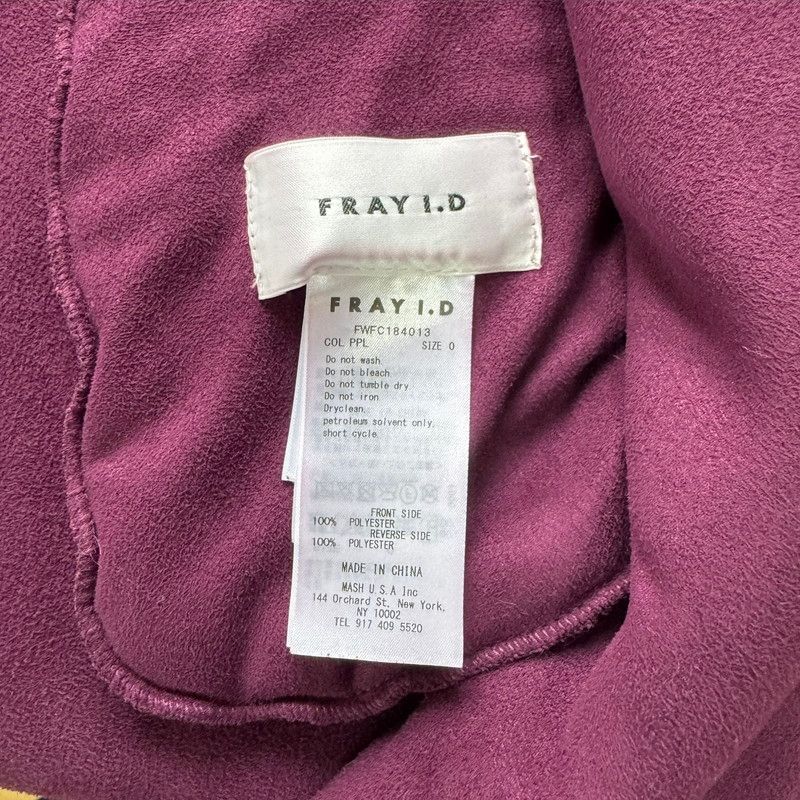 FRAY I.D
FRAY I.D
FWFC184013
COL PPL SIZE 0
Do not wash.
Do not bleach
Do not tumble dry
Do not iron
Dryclean.
petroleum solvent only.
short cycle.
FRONT SIDE
100% POLYESTER
REVERSE SIDE
100% POLYESTER
MADE IN CHINA
MASH U.S.A Inc
144 Orchard St. New York,
NY 10002
TEL 917 409 5520